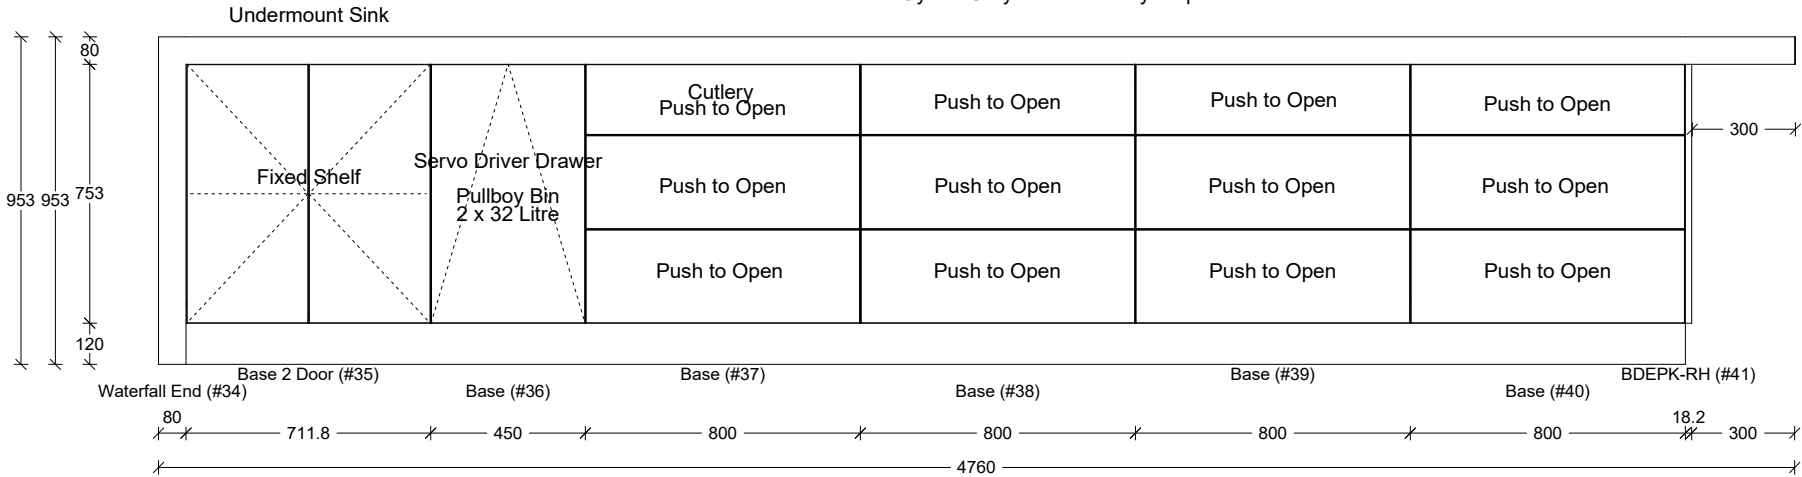 Undermount Sink
80
Cutlery
Push to Open
Push to Open
Push to Open
Push to Open
300
Servo Driver Drawer
Fixed Shelf
Pullboy Bin
2 x 32 Litre
Push to Open
Push to Open
Push to Open
Push to Open
953
953
753
Push to Open
Push to Open
Push to Open
Push to Open
120
Base 2 Door (#35)
Base (#37)
Base (#39)
BDEPK-RH (#41)
Waterfall End (#34)
Base (#36)
Base (#38)
Base (#40)
80
18.2
711.8
450
800
800
800
800
300
4760